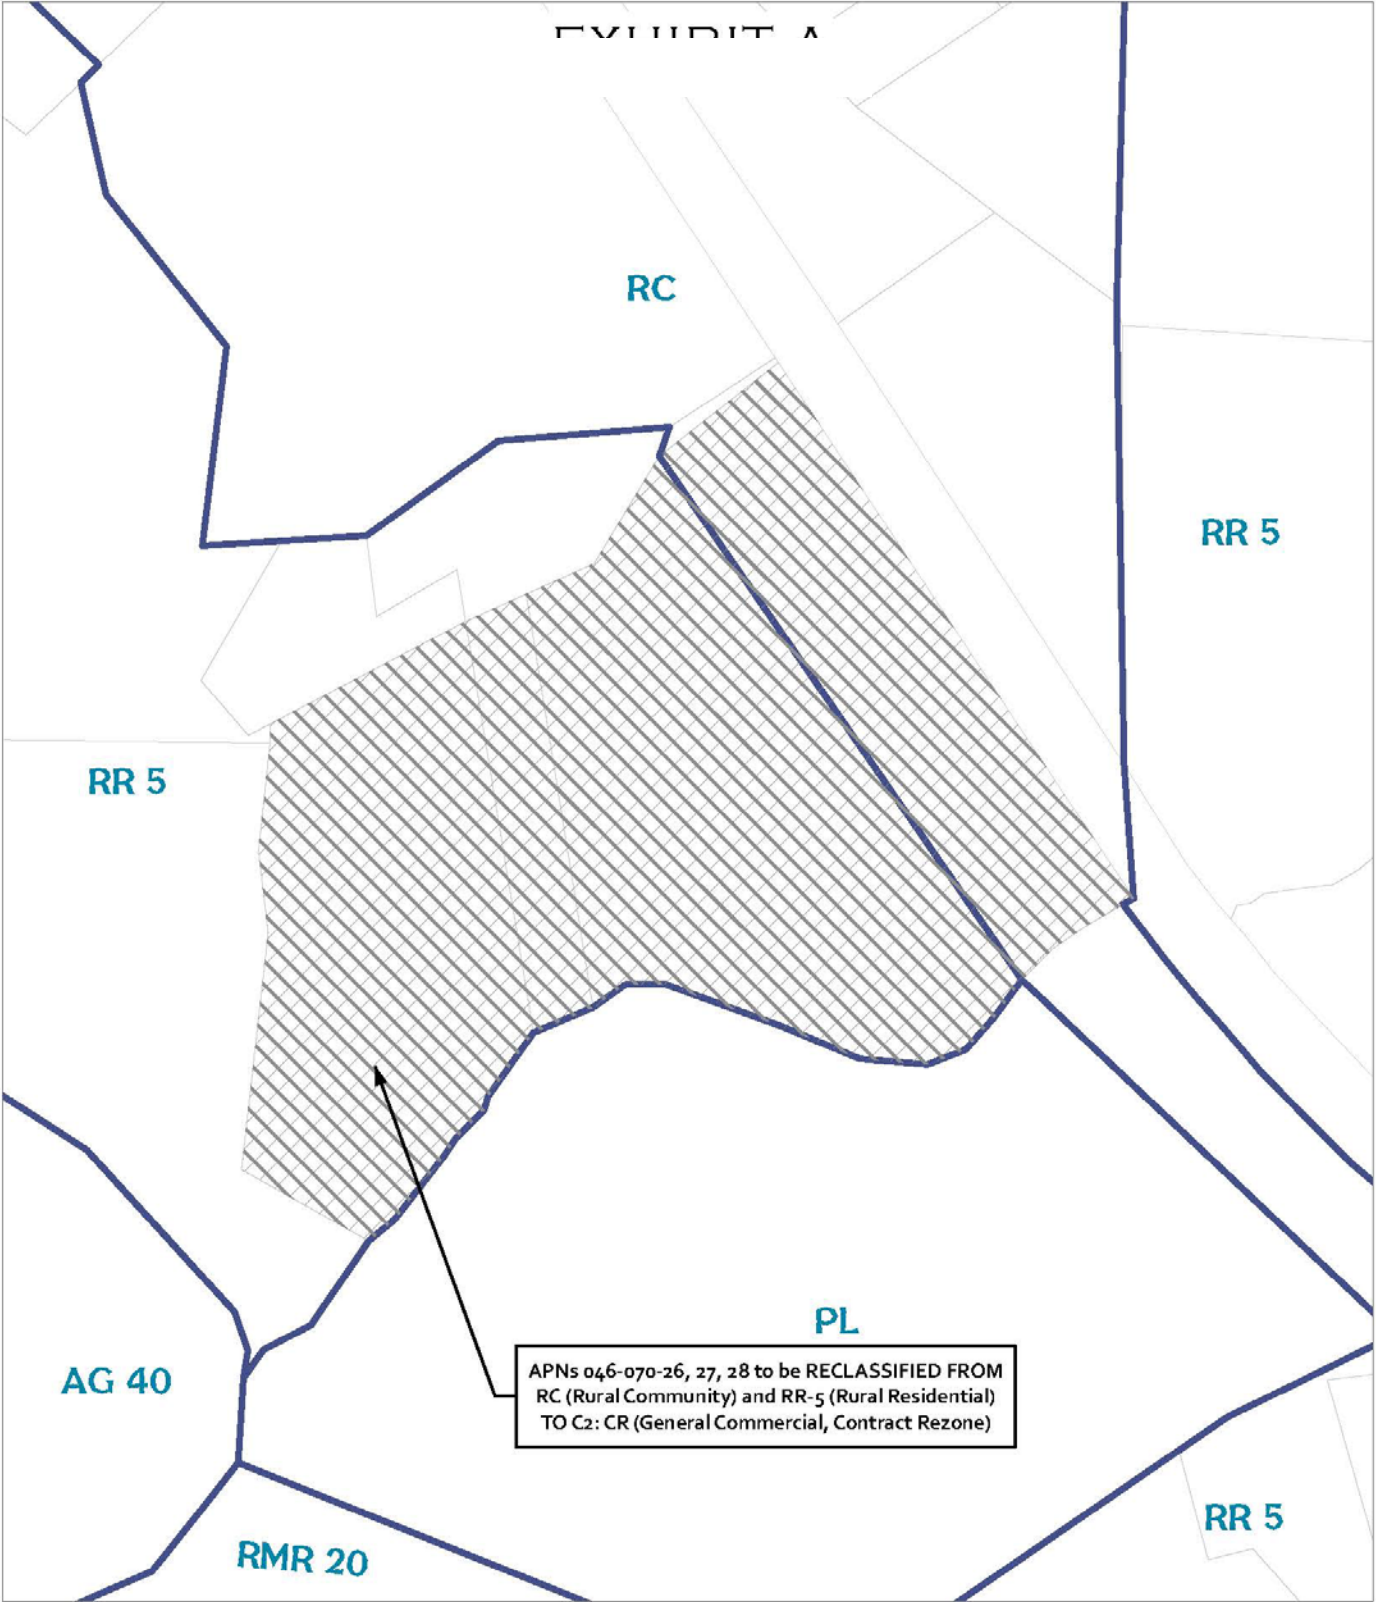 EXHIBIT A
RC
RR 5
RR 5
PL
AG 40
APNs 046-070-26, 27, 28 to be RECLASSIFIED FROM
RC (Rural Community) and RR-5 (Rural Residential)
TO C2: CR (General Commercial, Contract Rezone)
RR 5
RMR 20